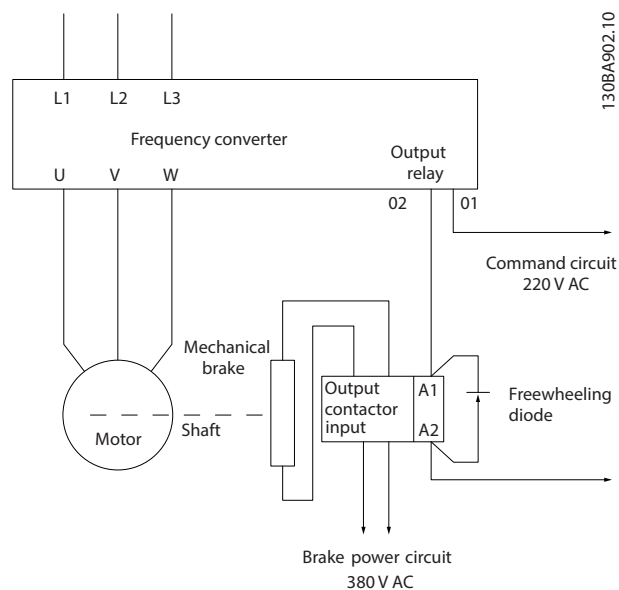 130BA902.10
L1 L2 L3
Frequency converter
Output
relay
U V W
02 01
Command circuit
220 V AC
Mechanical
brake
Output
contactor
input
A1
A2
Freewheeling
diode
Motor
Shaft
Brake power circuit
380 V AC